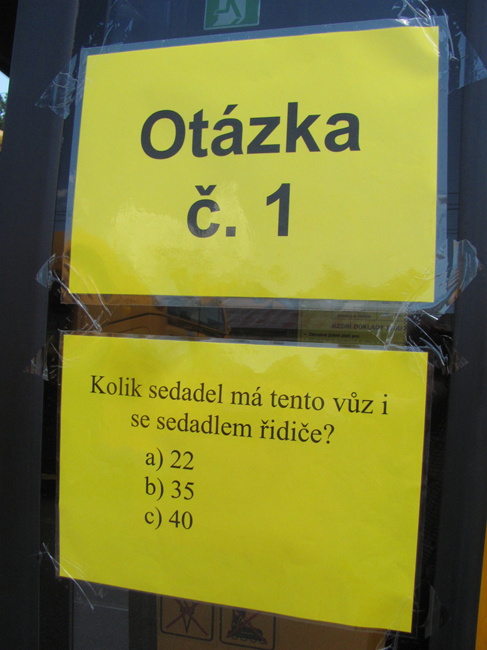 Otázka
č. 1
Kolik sedadel má tento vůz i
se sedadlem řidiče?
a) 22
b) 35
c) 40